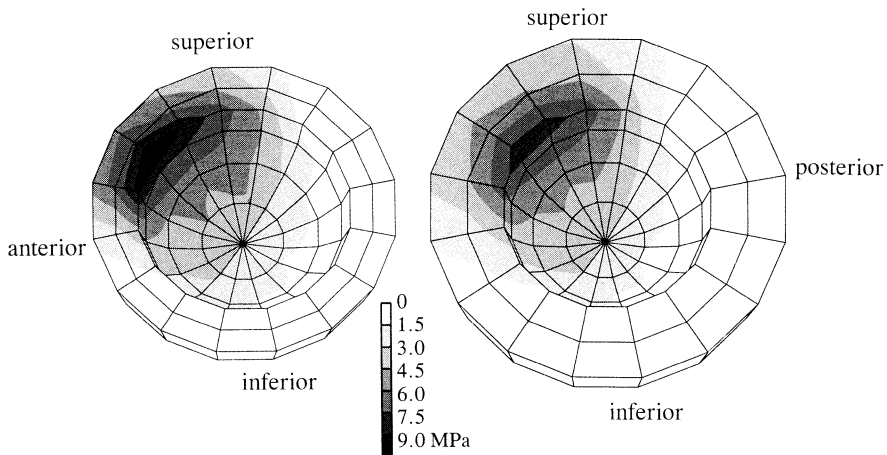 superior
superior
posterior
anterior
0
1.5
3.0
4.5
6.0
7.5
9.0 MPa
inferior
inferior